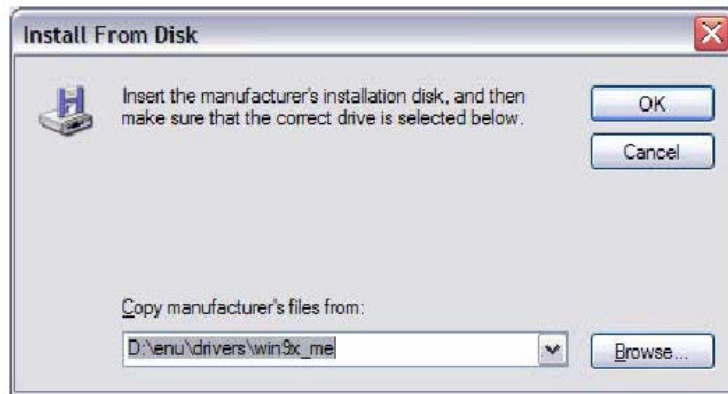 Install From Disk
Insert the manufacturer's installation disk, and then
make sure that the correct drive is selected below.
OK
Cancel
Copy manufacturer's files from:
D:\enu\drivers\win9x_me
Browse...